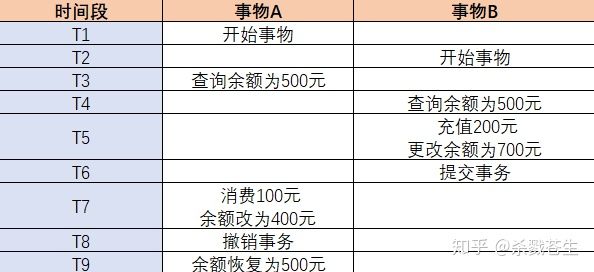 时间段 事物A 事物B
T1 开始事物
T2 开始事物
T3 查询余额为500元
T4 查询余额为500元
T5 充值200元
更改余额为700元
T6 提交事务
T7 消费100元
余额改为400元
T8 撤销事务
T9 余额恢复为500元
知乎 @杀戮苍生